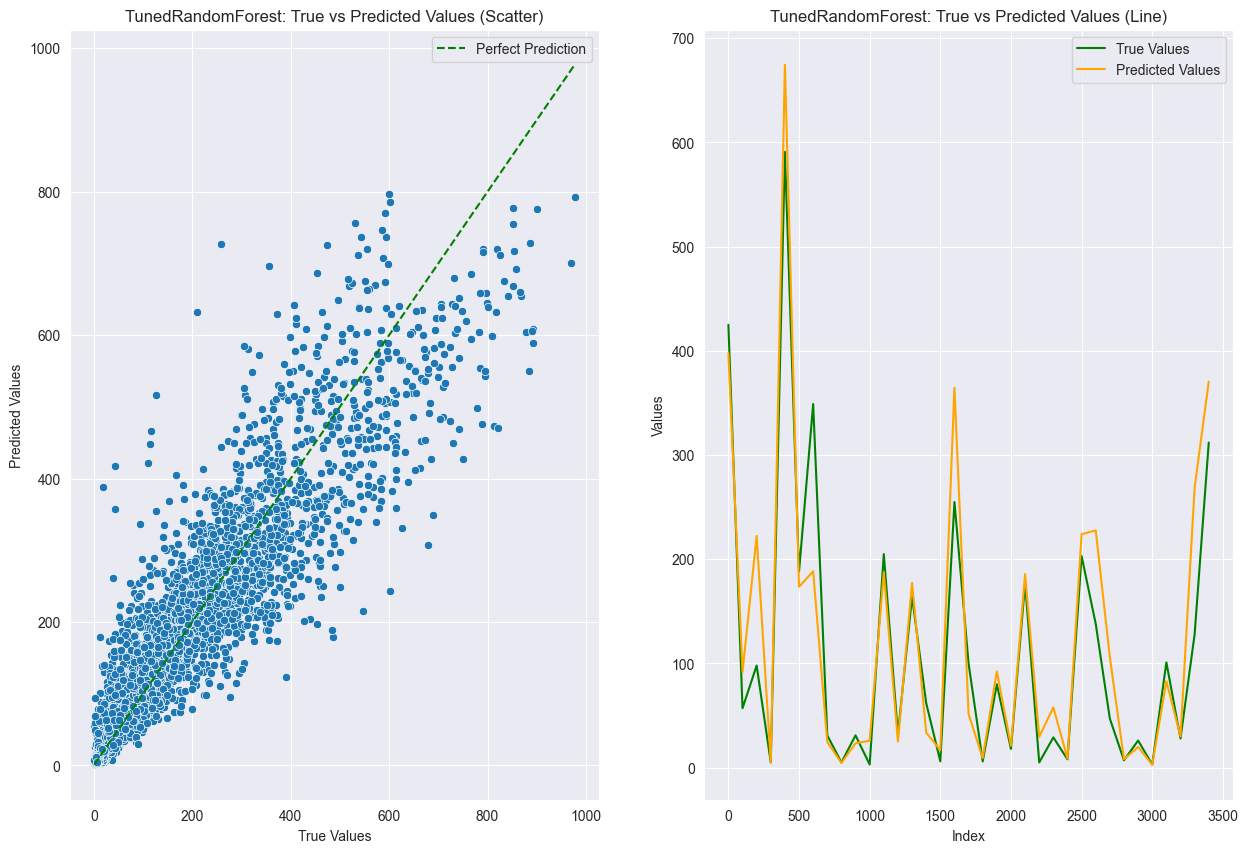 TunedRandomForest: True vs Predicted Values (Scatter)
Perfect Prediction
1000
800
600
400
200
0
Predicted Values
0 200 400 600 800 1000
True Values
TunedRandomForest: True vs Predicted Values (Line)
True Values
Predicted Values
700
600
500
400
300
200
100
0
Values
0 500 1000 1500 2000 2500 3000 3500
Index